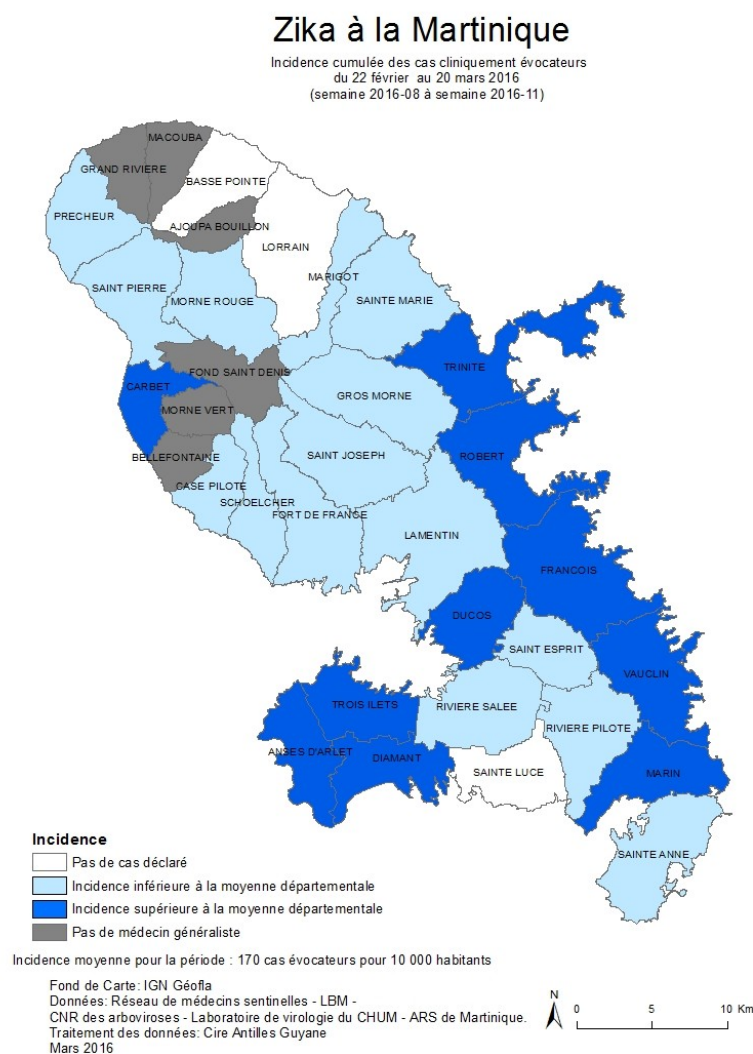 Zika à la Martinique
Incidence cumulée des cas cliniquement évocateurs
du 22 février au 20 mars 2016
(semaine 2016-08 à semaine 2016-11)
MACOUBA
GRAND RIVIERE
BASSE POINTE
PRECHEUR
AJOUPA BOUILLON
LORRAIN
MARIGOT
SAINT PIERRE
MORNE ROUGE
SAINTE MARIE
TRINITE
FOND SAINT DENIS
CARBET
GROS MORNE
MORNE VERT
ROBERT
BELLEFONTAINE
SAINT JOSEPH
CASE PILOTE
SCHOELCHER
FORT DE FRANCE
LAMENTIN
FRANCOIS
DUCOS
SAINT ESPRIT
VAUCLIN
TROIS ILETS
RIVIERE SALEE
RIVIERE PILOTE
ANSES D'ARLET
DIAMANT
SAINTE LUCE
MARIN
SAINTE ANNE
Incidence
Pas de cas déclaré
Incidence inférieure à la moyenne départementale
Incidence supérieure à la moyenne départementale
Pas de médecin généraliste
Incidence moyenne pour la période : 170 cas évocateurs pour 10 000 habitants
Fond de Carte: IGN Géofla
Données: Réseau de médecins sentinelles - LBM -
CNR des arboviroses - Laboratoire de virologie du CHUM - ARS de Martinique.
Traitement des données: Cire Antilles Guyane
Mars 2016
N
0 5 10 Km